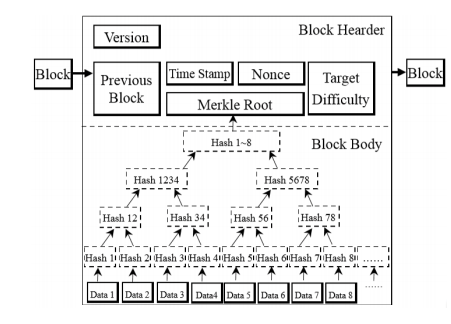 Block Hearder
Version
Block
Previous
Block
Time Stamp
Nonce
Target
Difficulty
Block
Merkle Root
Block Body
Hash 1~8
Hash 1234
Hash 5678
Hash 12
Hash 34
Hash 56
Hash 78
Hash 1
Hash 2
Hash 3
Hash 4
Hash 5
Hash 6
Hash 7
Hash 8
......
Data 1
Data 2
Data 3
Data4
Data 5
Data 6
Data 7
Data 8
......